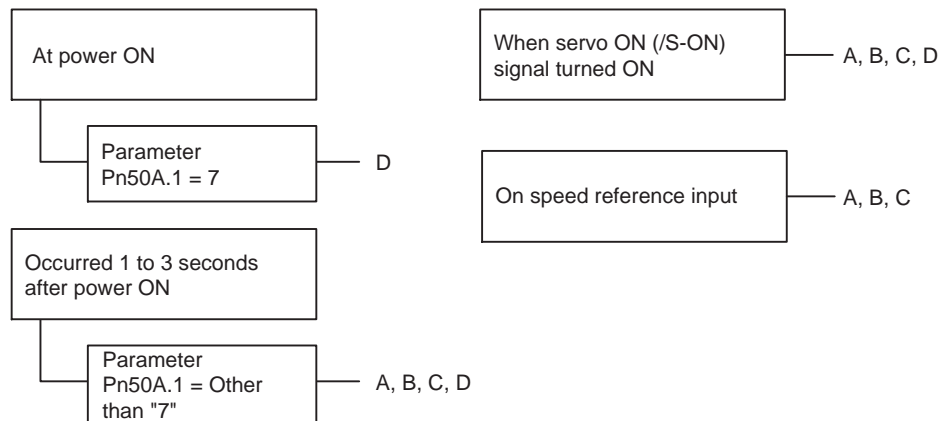 At power ON
Parameter
Pn50A.1 = 7
D
Occurred 1 to 3 seconds
after power ON
Parameter
Pn50A.1 = Other
than "7"
A, B, C, D
When servo ON (/S-ON)
signal turned ON
A, B, C, D
On speed reference input
A, B, C